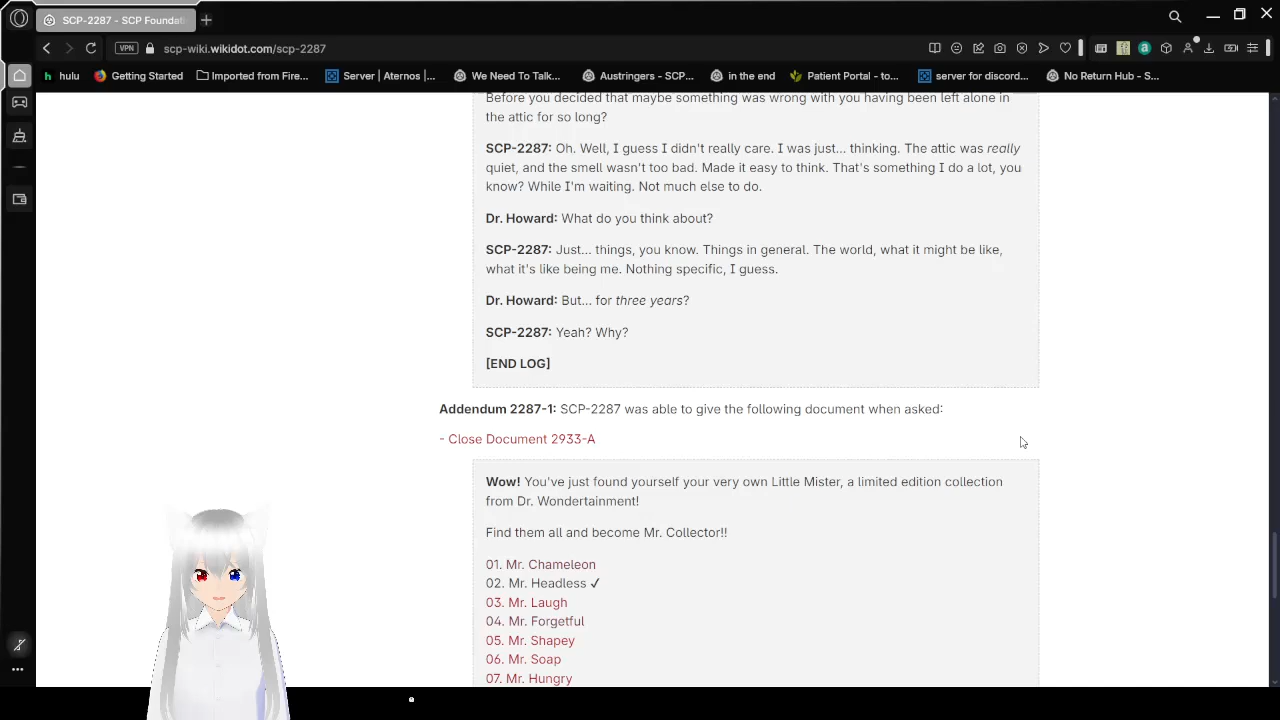 SCP-2287 - SCP Foundat
scp-wiki.wikidot.com/scp-2287
VPN
hulu
Getting Started
Imported from Fire...
Server | Aternos |...
We Need To Talk...
Austringers - SCP...
in the end
Patient Portal - to...
server for discord...
No Return Hub - S...
Before you decided that maybe something was wrong with you having been left alone in
the attic for so long?
SCP-2287: Oh. Well, I guess I didn't really care. I was just... thinking. The attic was really
quiet, and the smell wasn't too bad. Made it easy to think. That's something I do a lot, you
know? While I'm waiting. Not much else to do.
Dr. Howard: What do you think about?
SCP-2287: Just... things, you know. Things in general. The world, what it might be like,
what it's like being me. Nothing specific, I guess.
Dr. Howard: But... for three years?
SCP-2287: Yeah? Why?
[END LOG]
Addendum 2287-1: SCP-2287 was able to give the following document when asked:
- Close Document 2933-A
Wow! You've just found yourself your very own Little Mister, a limited edition collection
from Dr. Wondertainment!
Find them all and become Mr. Collector!!
01. Mr. Chameleon
02. Mr. Headless ✓
03. Mr. Laugh
04. Mr. Forgetful
05. Mr. Shapey
06. Mr. Soap
07. Mr. Hungry